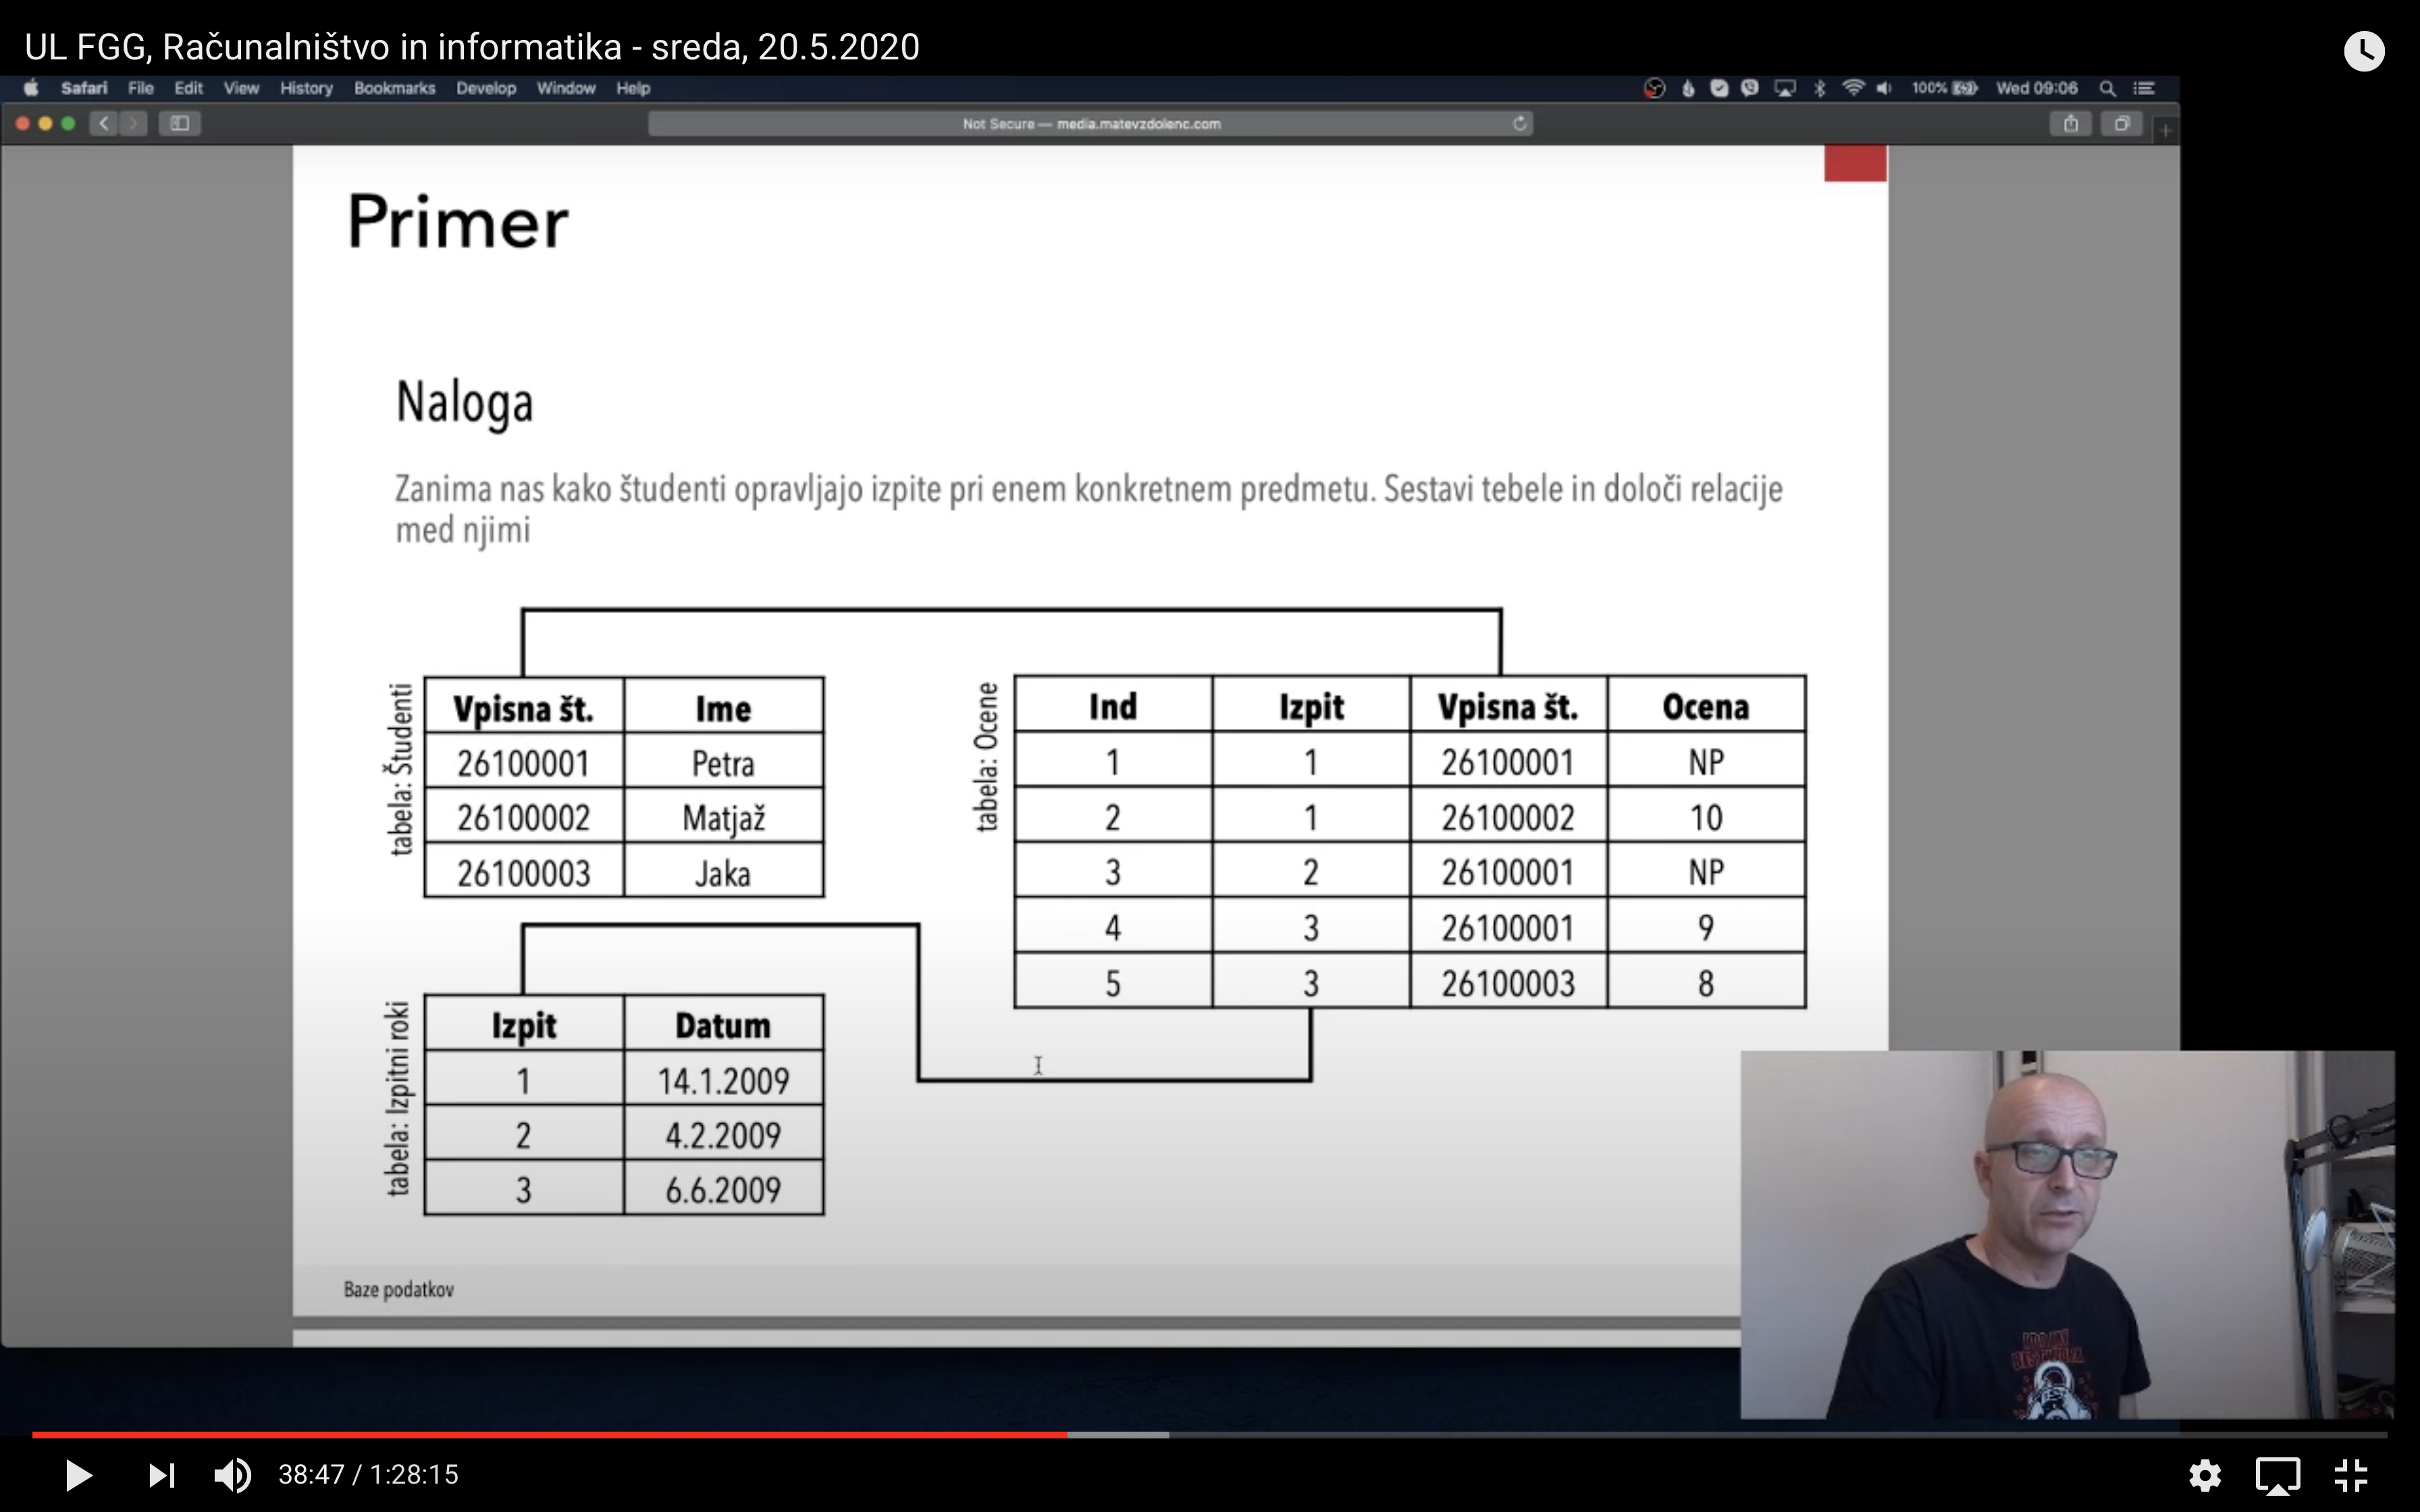 UL FGG, Računalništvo in informatika - sreda, 20.5.2020
Safari File Edit View History Bookmarks Develop Window Help 100% Wed 09:06
Not Secure — media.matevzdolenc.com
Primer
Naloga
Zanima nas kako študenti opravljajo izpite pri enem konkretnem predmetu. Sestavi tebele in določi relacije
med njimi
tabela: Študenti
Vpisna št. Ime
26100001 Petra
26100002 Matjaž
26100003 Jaka
tabela: Ocene
Ind Izpit Vpisna št. Ocena
1 1 26100001 NP
2 1 26100002 10
3 2 26100001 NP
4 3 26100001 9
5 3 26100003 8
tabela: Izpitni roki
Izpit Datum
1 14.1.2009
2 4.2.2009
3 6.6.2009
Baze podatkov
38:47 / 1:28:15